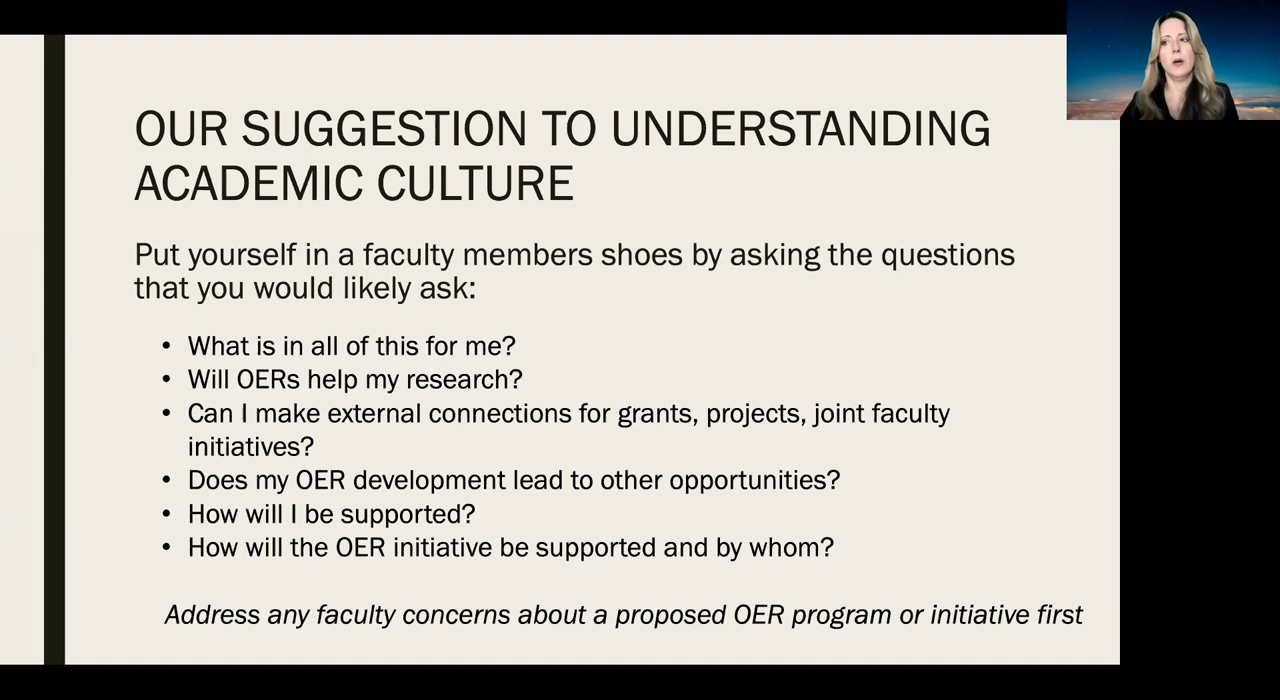 OUR SUGGESTION TO UNDERSTANDING
ACADEMIC CULTURE
Put yourself in a faculty members shoes by asking the questions
that you would likely ask:
• What is in all of this for me?
• Will OERs help my research?
• Can I make external connections for grants, projects, joint faculty
initiatives?
• Does my OER development lead to other opportunities?
• How will I be supported?
• How will the OER initiative be supported and by whom?
Address any faculty concerns about a proposed OER program or initiative first